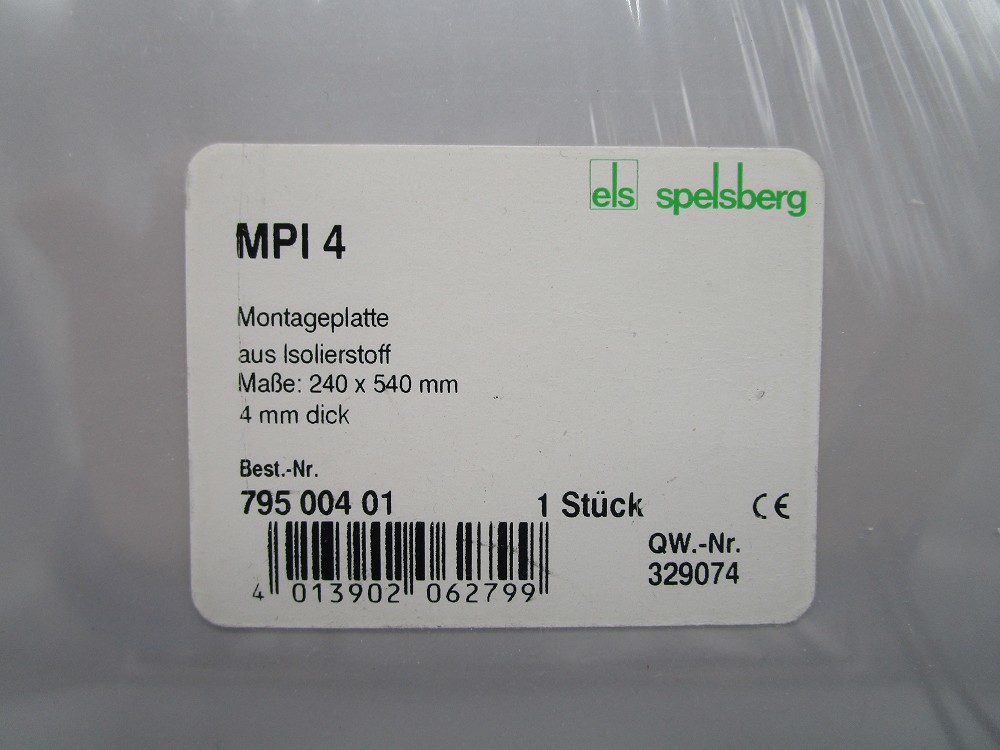 els spelsberg
MPI 4
Montageplatte
aus Isolierstoff
Maße: 240 x 540 mm
4 mm dick
Best.-Nr.
795 004 01 1 Stück CE
QW.-Nr.
329074
4 013902 062799